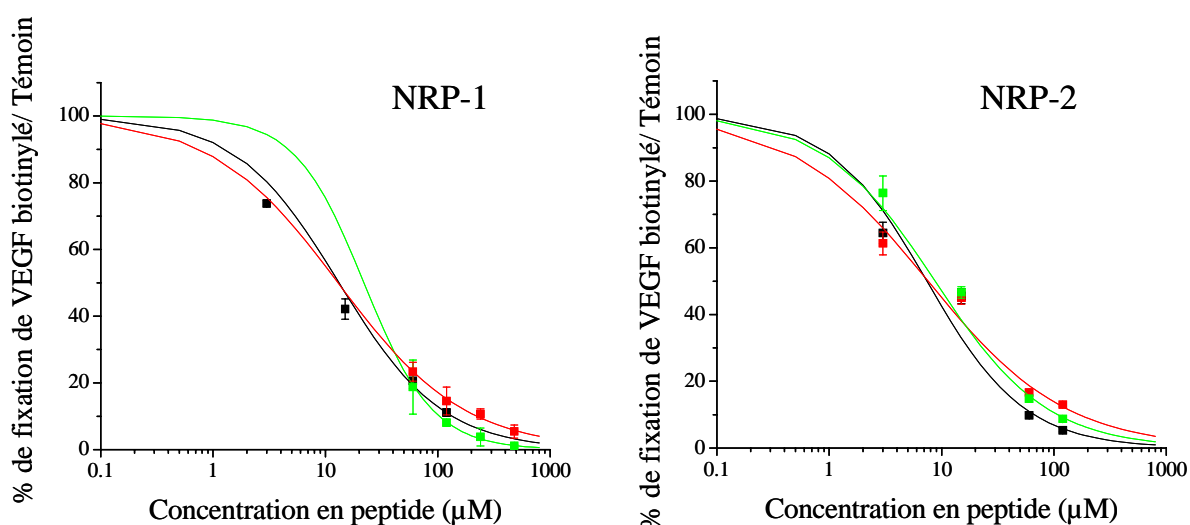 % de fixation de VEGF biotinylé/ Témoin
NRP-1
100
80
60
40
20
0
0.1 1 10 100 1000
Concentration en peptide (µM)
% de fixation de VEGF biotinylé/ Témoin
NRP-2
100
80
60
40
20
0
0.1 1 10 100 1000
Concentration en peptide (µM)